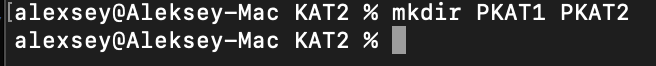 [alexsey@Aleksey-Mac KAT2 % mkdir PKAT1 PKAT2
alexsey@Aleksey-Mac KAT2 %